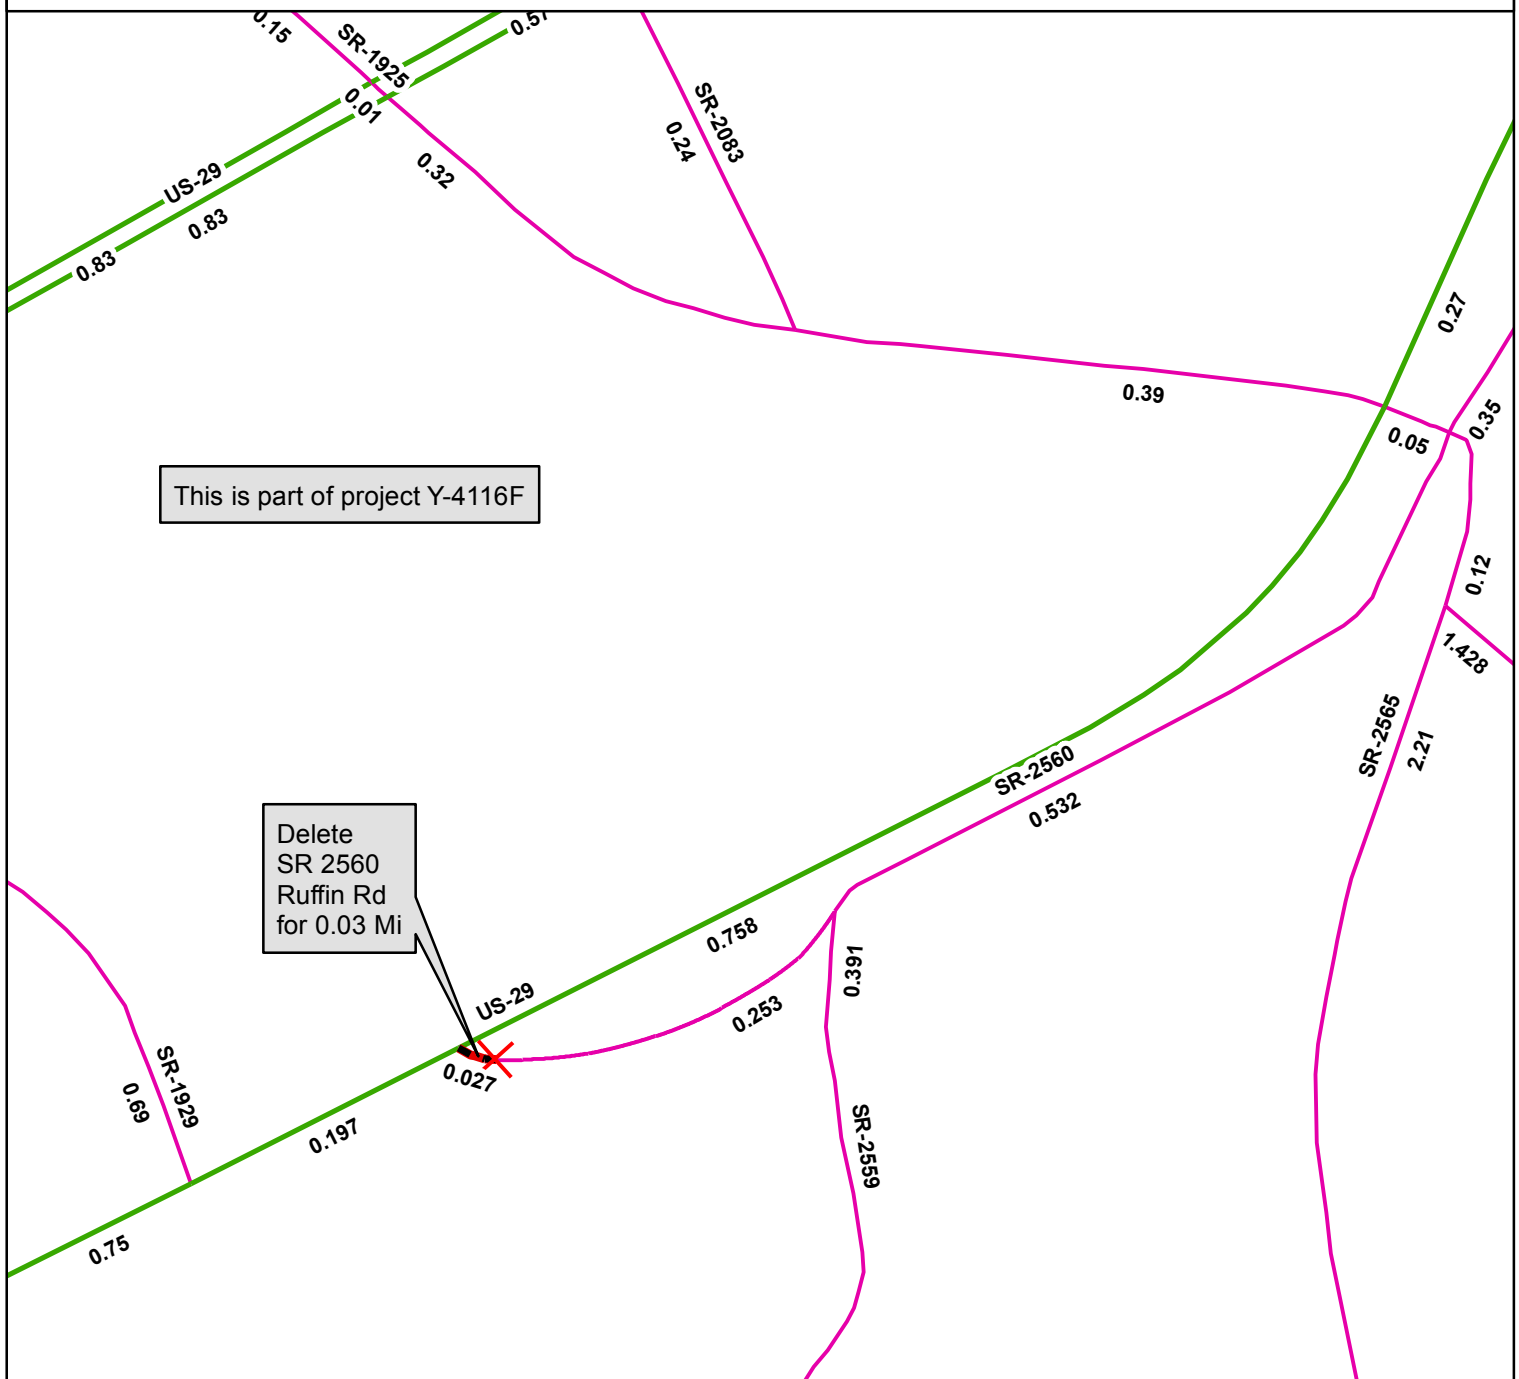 0.15
SR-1925
0.57
0.01
0.32
SR-2083
0.24
US-29
0.83
0.83
0.27
0.39
0.05
0.35
This is part of project Y-4116F
0.12
1.428
SR-2565
2.21
SR-2560
0.532
Delete
SR 2560
Ruffin Rd
for 0.03 Mi
0.758
0.391
US-29
0.253
0.027
SR-1929
0.69
0.197
SR-2559
0.75